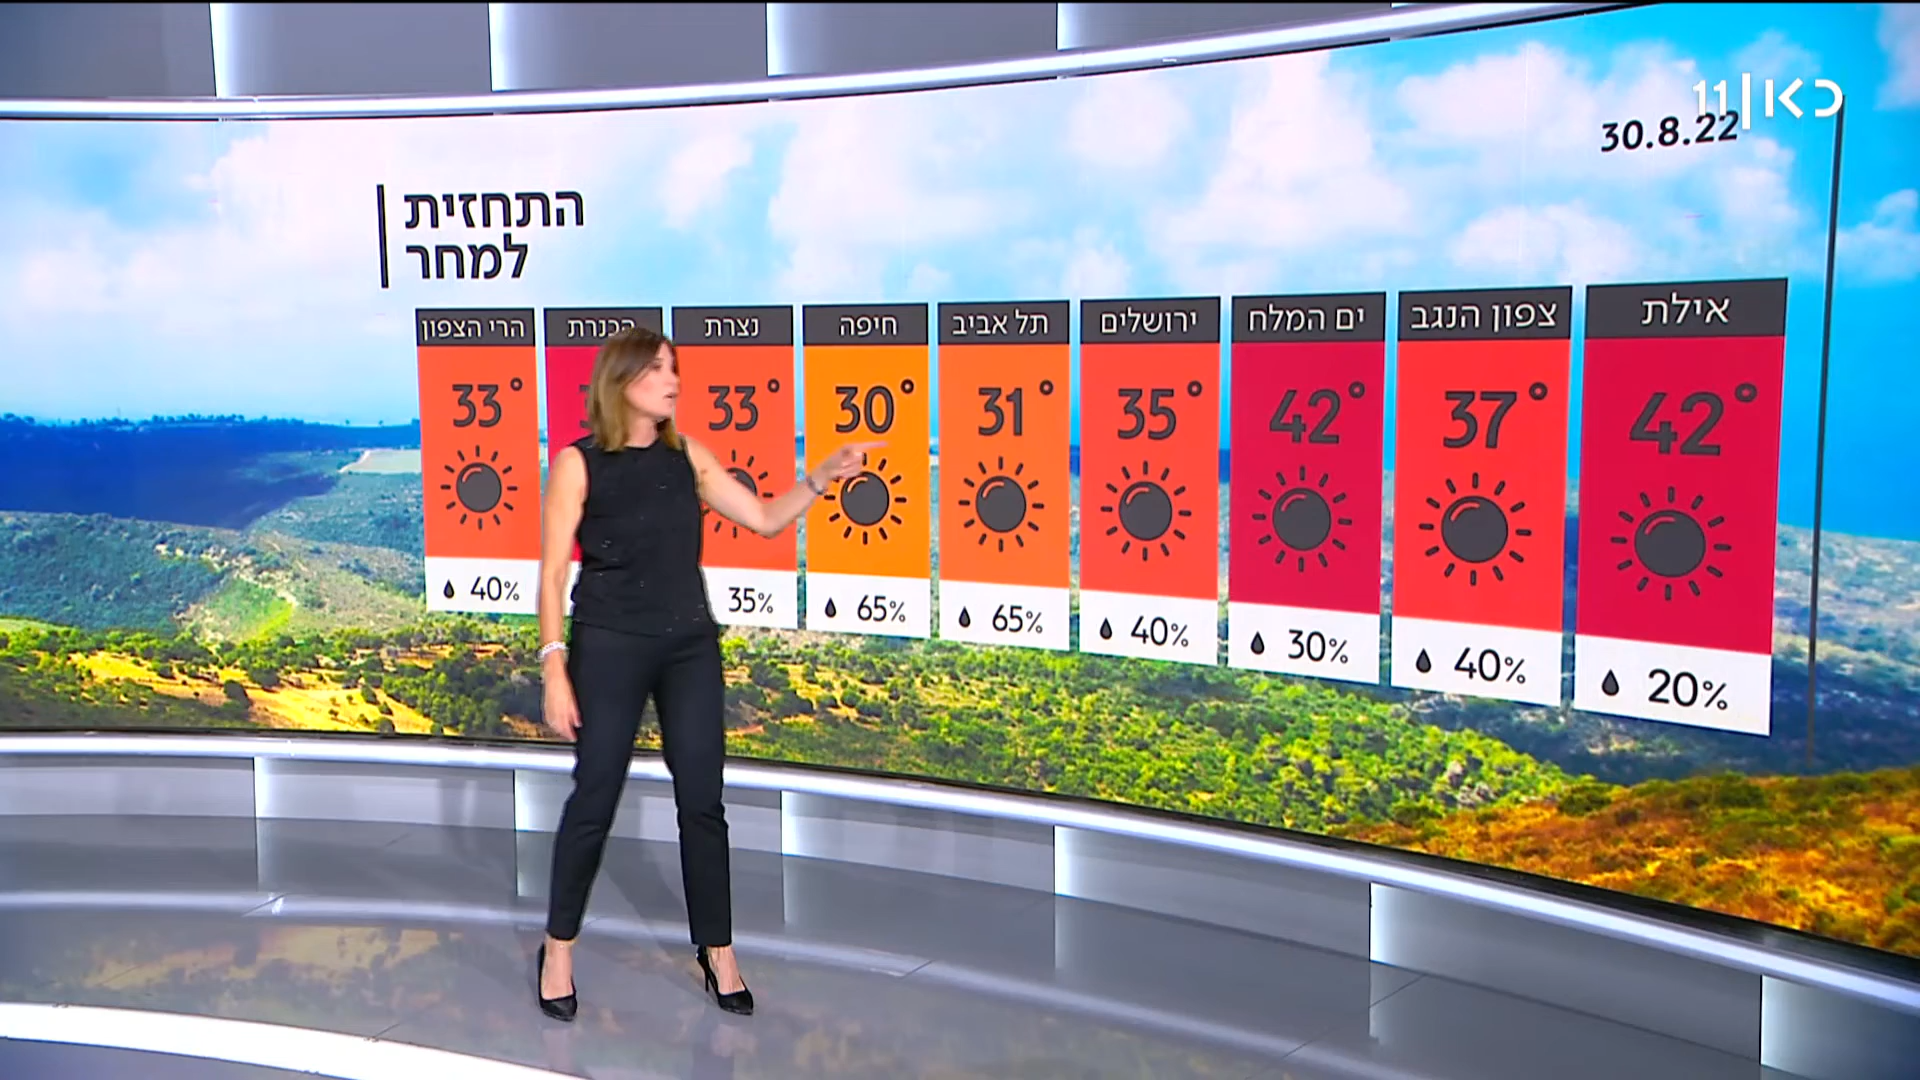 כאן 11
30.8.22
התחזית
למחר
אילת
42°
20%
צפון הנגב
37°
40%
ים המלח
42°
30%
ירושלים
35°
40%
תל אביב
31°
65%
חיפה
30°
65%
נצרת
33°
35%
הכנרת
הרי הצפון
33°
40%